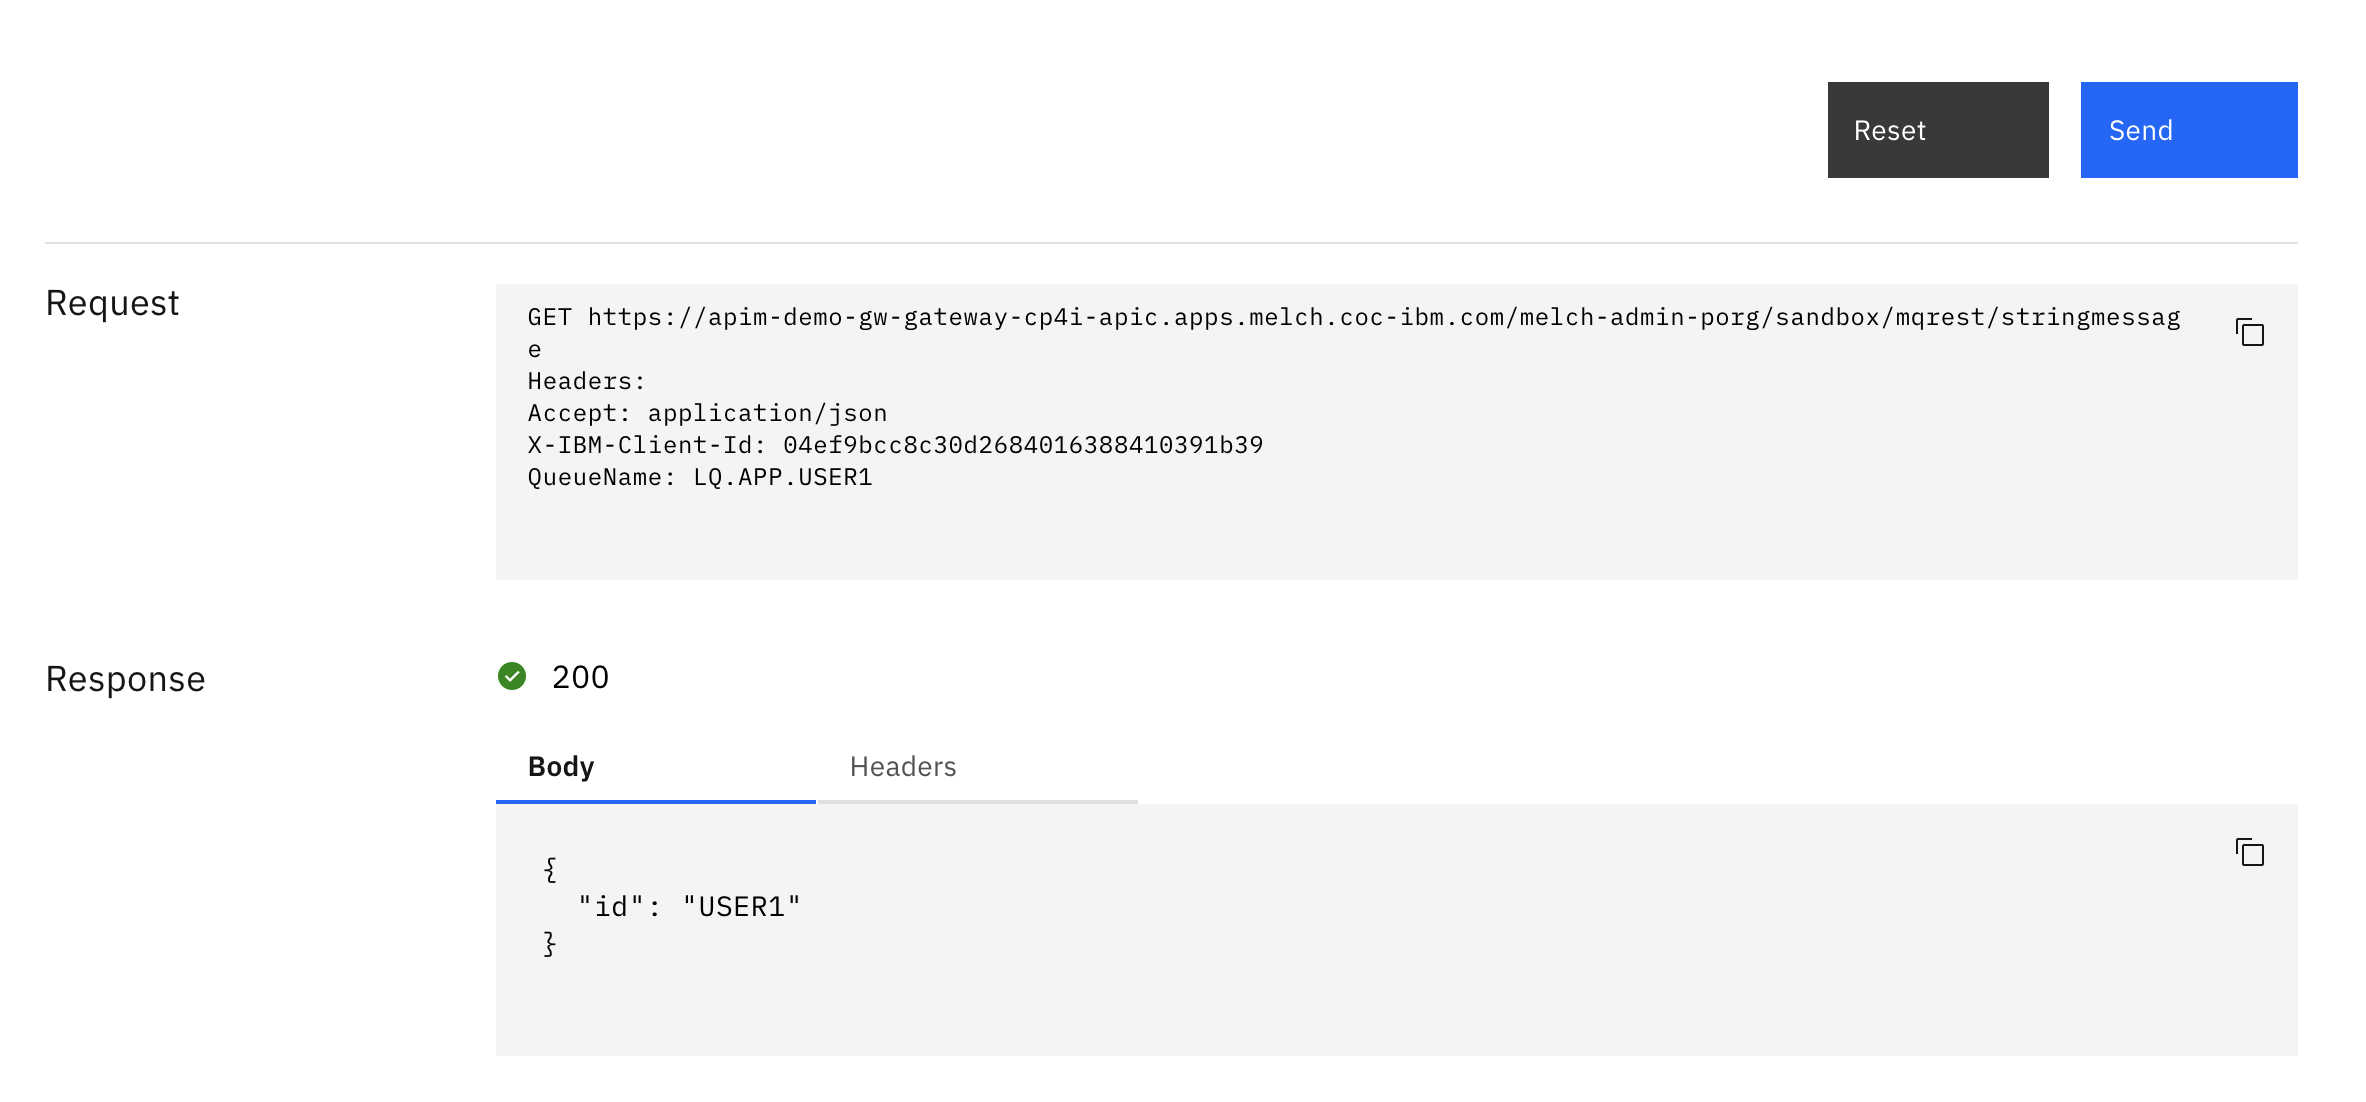 Reset
Send
Request
GET https://apim-demo-gw-gateway-cp4i-apic.apps.melch.coc-ibm.com/melch-admin-porg/sandbox/mqrest/stringmessag
e
Headers:
Accept: application/json
X-IBM-Client-Id: 04ef9bcc8c30d2684016388410391b39
QueueName: LQ.APP.USER1
Response
200
Body
Headers
{
  "id": "USER1"
}